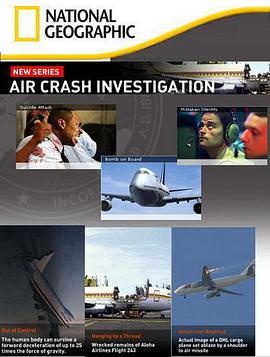 NATIONAL
GEOGRAPHIC
NEW SERIES
AIR CRASH INVESTIGATION
Suicide Attack
Mistaken Identity
Bomb on Board
Out of Control
The human body can survive a
forward deceleration of up to 25
times the force of gravity.
Hanging by a Thread
Wrecked remains of Aloha
Airlines Flight 243
Attack over Baghdad
Actual image of a DHL cargo
plane set ablaze by a shoulder
to air missile